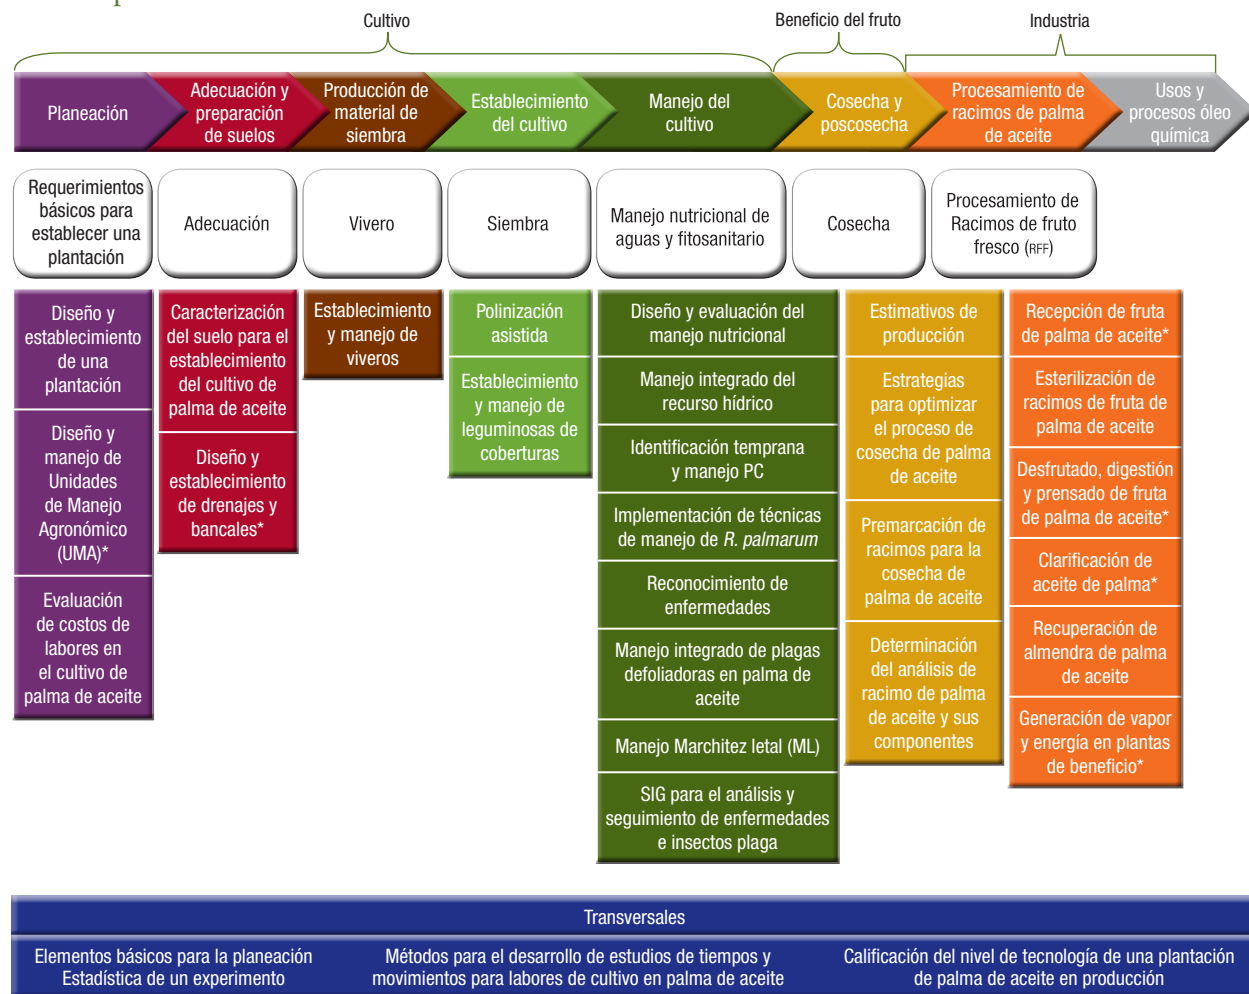 Cultivo
Beneficio del fruto
Industria
Planeación
Adecuación y
preparación
de suelos
Producción de
material de
siembra
Establecimiento
del cultivo
Manejo del
cultivo
Cosecha y
poscosecha
Procesamiento de
racimos de palma
de aceite
Usos y
procesos óleo
química
Requerimientos
básicos para
establecer una
plantación
Adecuación
Vivero
Siembra
Manejo nutricional de
aguas y fitosanitario
Cosecha
Procesamiento de
Racimos de fruto
fresco (RFF)
Diseño y
establecimiento
de una
plantación
Diseño y
manejo de
Unidades
de Manejo
Agronómico
(UMA)*
Evaluación
de costos de
labores en
el cultivo de
palma de aceite
Caracterización
del suelo para el
establecimiento
del cultivo de
palma de aceite
Diseño y
establecimiento
de drenajes y
bancales*
Establecimiento
y manejo de
viveros
Polinización
asistida
Establecimiento
y manejo de
leguminosas de
coberturas
Diseño y evaluación del
manejo nutricional
Manejo integrado del
recurso hídrico
Identificación temprana
y manejo PC
Implementación de técnicas
de manejo de R. palmarum
Reconocimiento de
enfermedades
Manejo integrado de plagas
defoliadoras en palma de
aceite
Manejo Marchitez letal (ML)
SIG para el análisis y
seguimiento de enfermedades
e insectos plaga
Estimativos de
producción
Estrategias
para optimizar
el proceso de
cosecha de palma
de aceite
Premarcación de
racimos para la
cosecha de
palma de aceite
Determinación
del análisis de
racimo de palma
de aceite y sus
componentes
Recepción de fruta
de palma de aceite*
Esterilización de
racimos de fruta de
palma de aceite
Desfrutado, digestión
y prensado de fruta
de palma de aceite*
Clarificación de
aceite de palma*
Recuperación de
almendra de palma
de aceite
Generación de vapor
y energía en plantas
de beneficio*
Transversales
Elementos básicos para la planeación
Estadística de un experimento
Métodos para el desarrollo de estudios de tiempos y
movimientos para labores de cultivo en palma de aceite
Calificación del nivel de tecnología de una plantación
de palma de aceite en producción